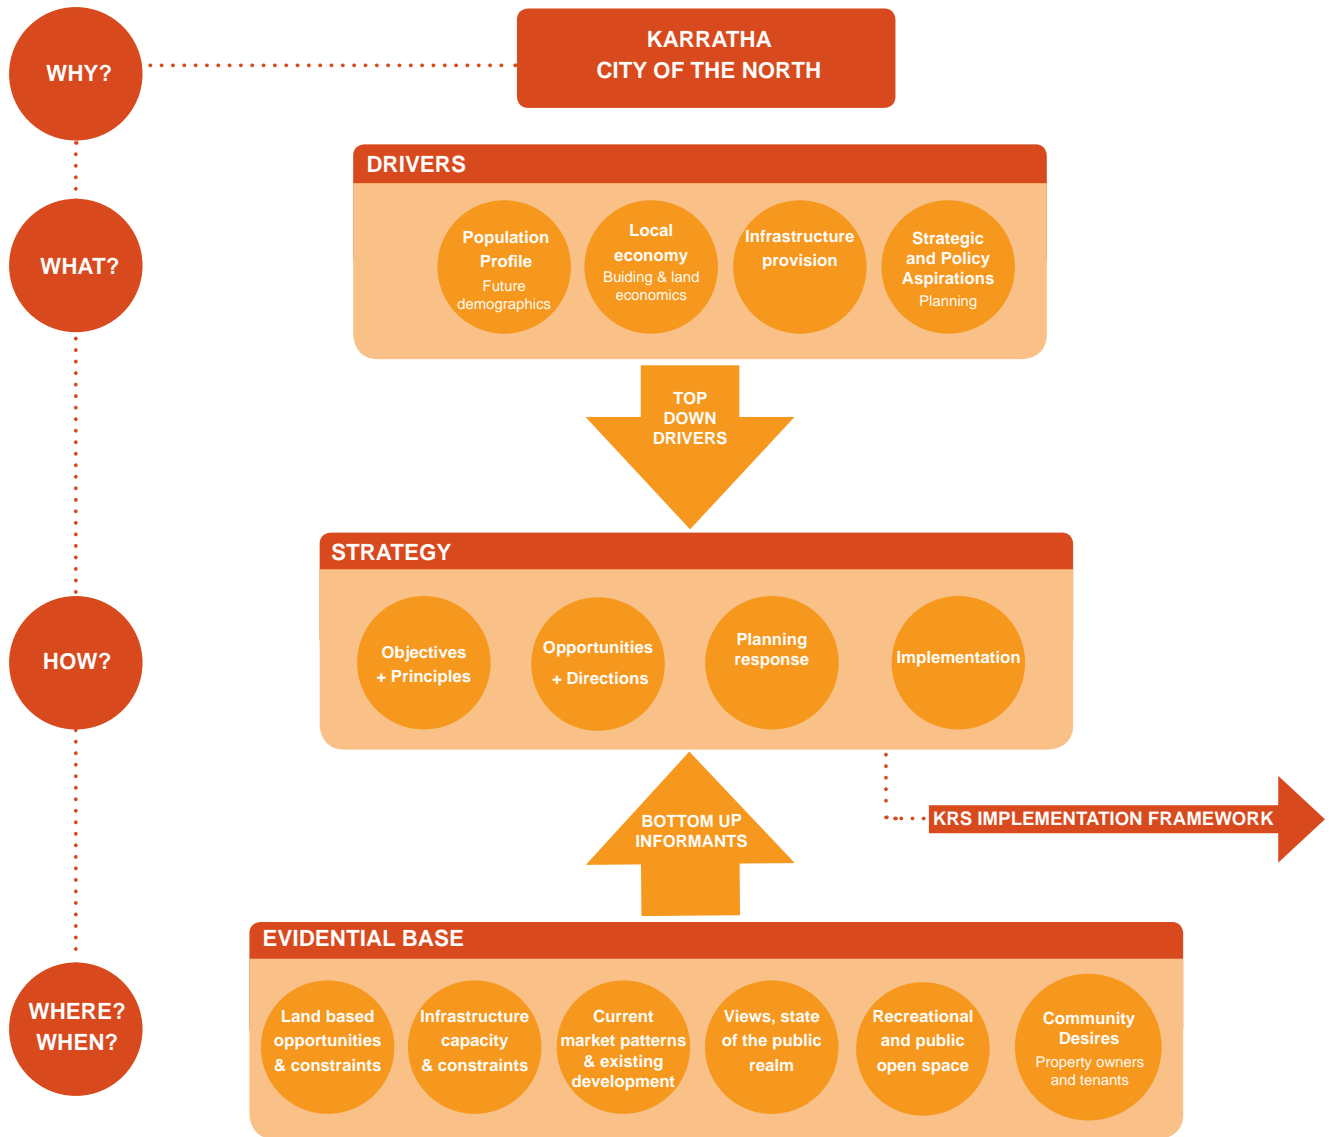 WHY?
KARRATHA
CITY OF THE NORTH
DRIVERS
WHAT?
Population
Profile
Future
demographics
Local
economy
Buiding & land
economics
Infrastructure
provision
Strategic
and Policy
Aspirations
Planning
TOP
DOWN
DRIVERS
STRATEGY
HOW?
Objectives
+ Principles
Opportunities
+ Directions
Planning
response
Implementation
BOTTOM UP
INFORMANTS
KRS IMPLEMENTATION FRAMEWORK
EVIDENTIAL BASE
WHERE?
WHEN?
Land based
opportunities
& constraints
Infrastructure
capacity
& constraints
Current
market patterns
& existing
development
Views, state
of the public
realm
Recreational
and public
open space
Community
Desires
Property owners
and tenants